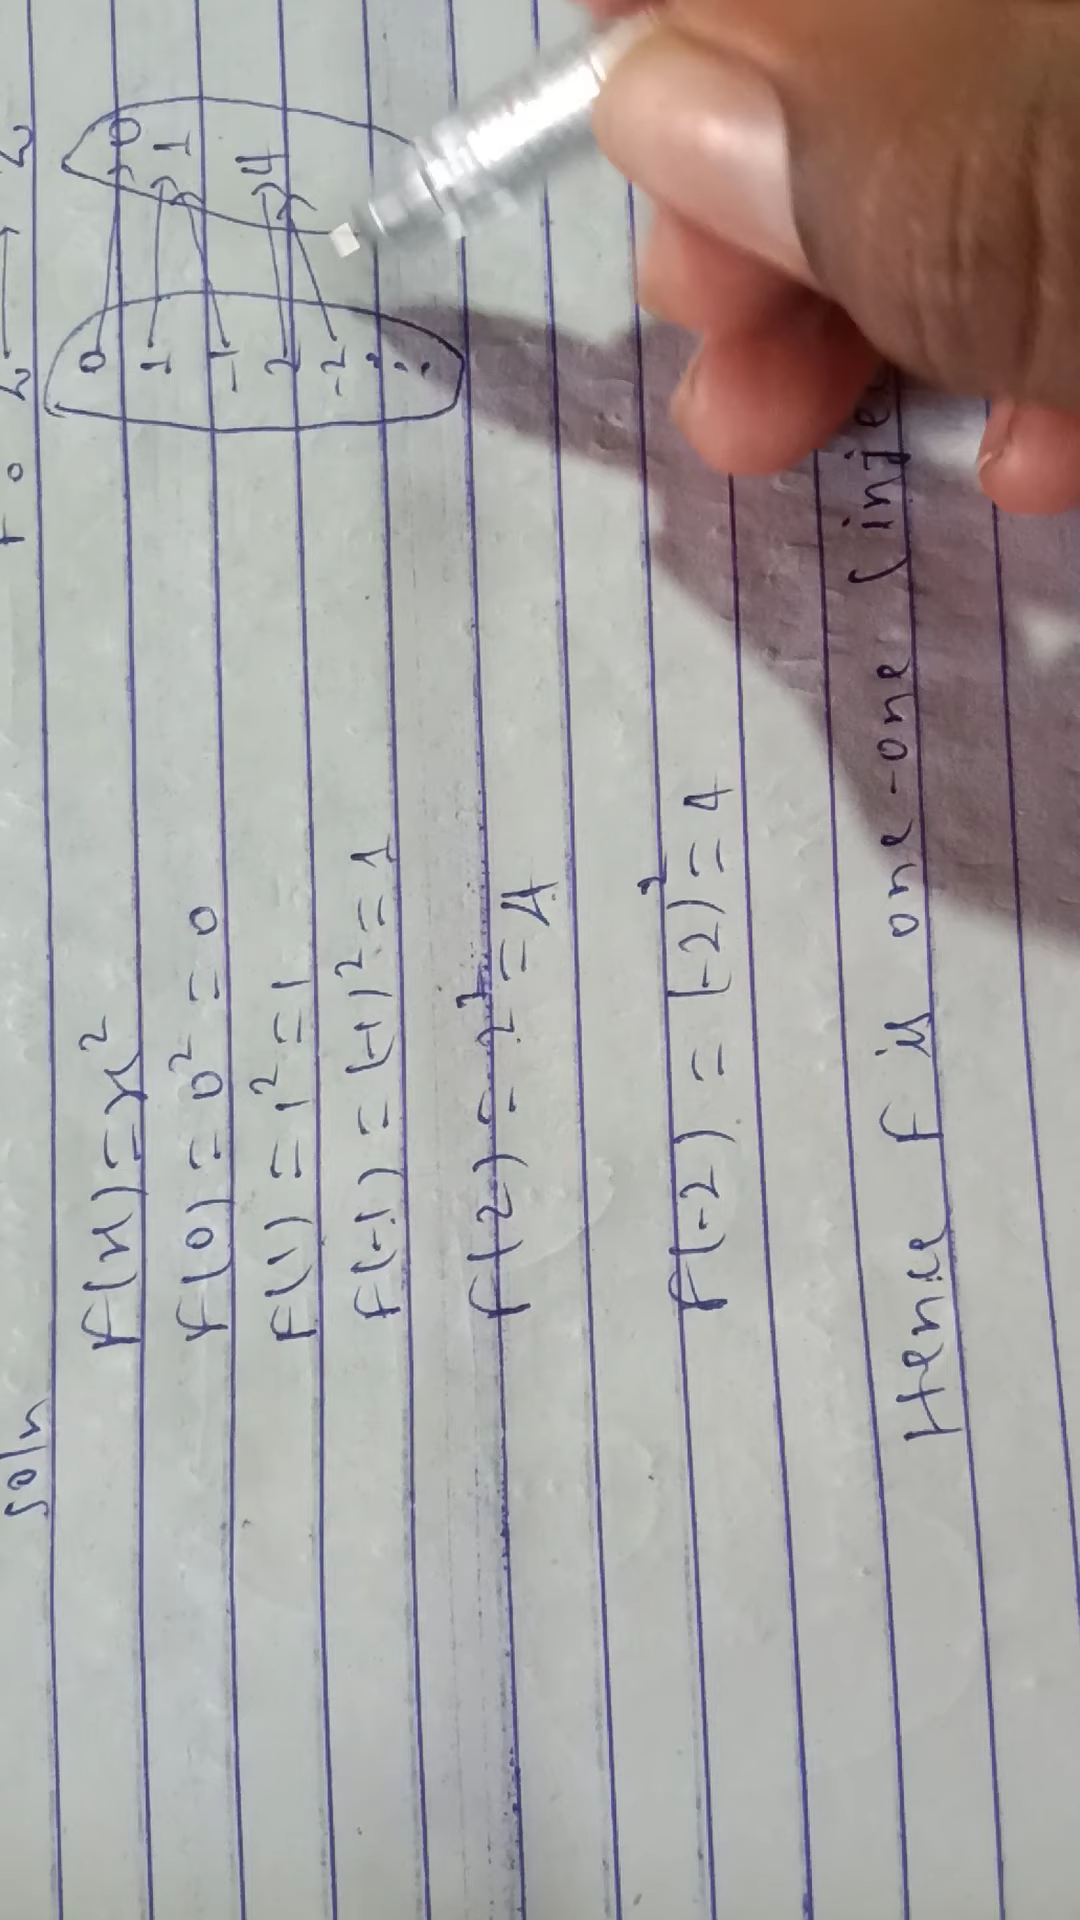 F : Z → Z
Soln
F(x) = x²
F(0) = 0² = 0
F(1) = 1² = 1
F(-1) = (-1)² = 1
F(2) = 2² = 4
F(-2) = (-2)² = 4
Hence F is one-one (inje
0 0
1 1
-1
2 4
-2